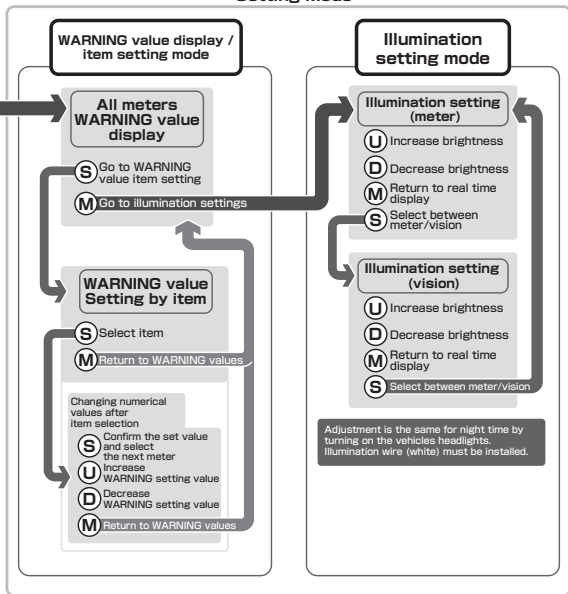 WARNING value display /
item setting mode
All meters
WARNING value
display
S Go to WARNING
value item setting
M Go to illumination settings
WARNING value
Setting by item
S Select item
M Return to WARNING values
Changing numerical
values after
item selection
S Confirm the set value
and select
the next meter
U Increase
WARNING setting value
D Decrease
WARNING setting value
M Return to WARNING values
Illumination
setting mode
Illumination setting
(meter)
U Increase brightness
D Decrease brightness
M Return to real time
display
S Select between
meter/vision
Illumination setting
(vision)
U Increase brightness
D Decrease brightness
M Return to real time
display
S Select between meter/vision
Adjustment is the same for night time by
turning on the vehicles headlights.
Illumination wire (white) must be installed.